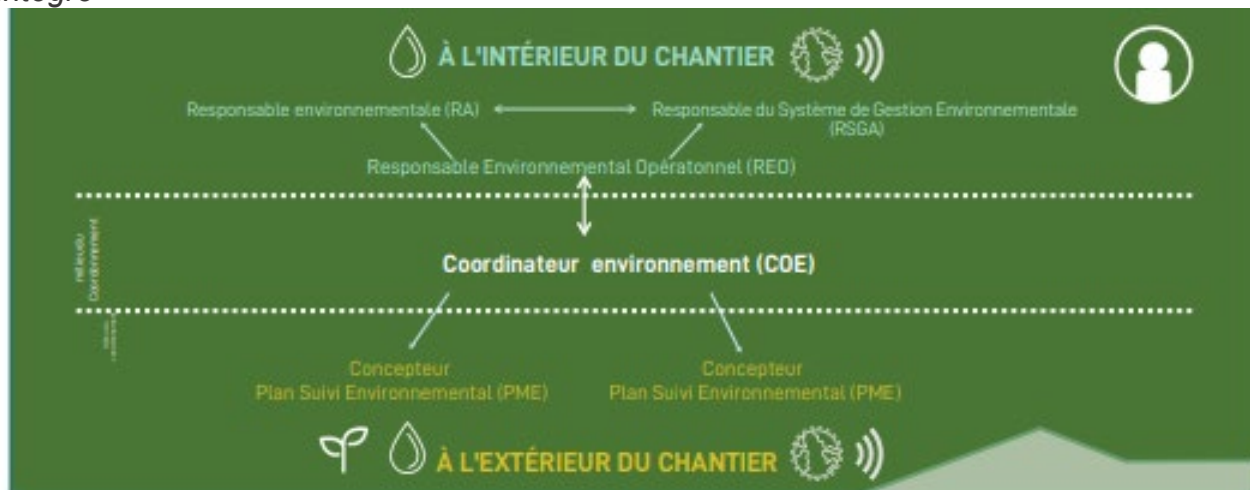 À L'INTÉRIEUR DU CHANTIER
Responsable environnementale (RA)
Responsable du Système de Gestion Environnementale
(RSGA)
Responsable Environnemental Opératonnel (REO)
Coordinateur environnement (COE)
Concepteur
Plan Suivi Environnemental (PME)
Concepteur
Plan Suivi Environnemental (PME)
À L'EXTÉRIEUR DU CHANTIER